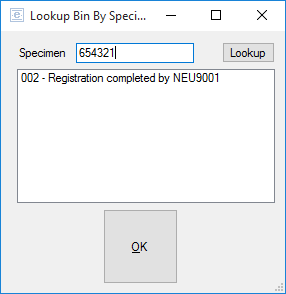 Lookup Bin By Speci...
Specimen 654321 Lookup
002 - Registration completed by NEU9001
OK